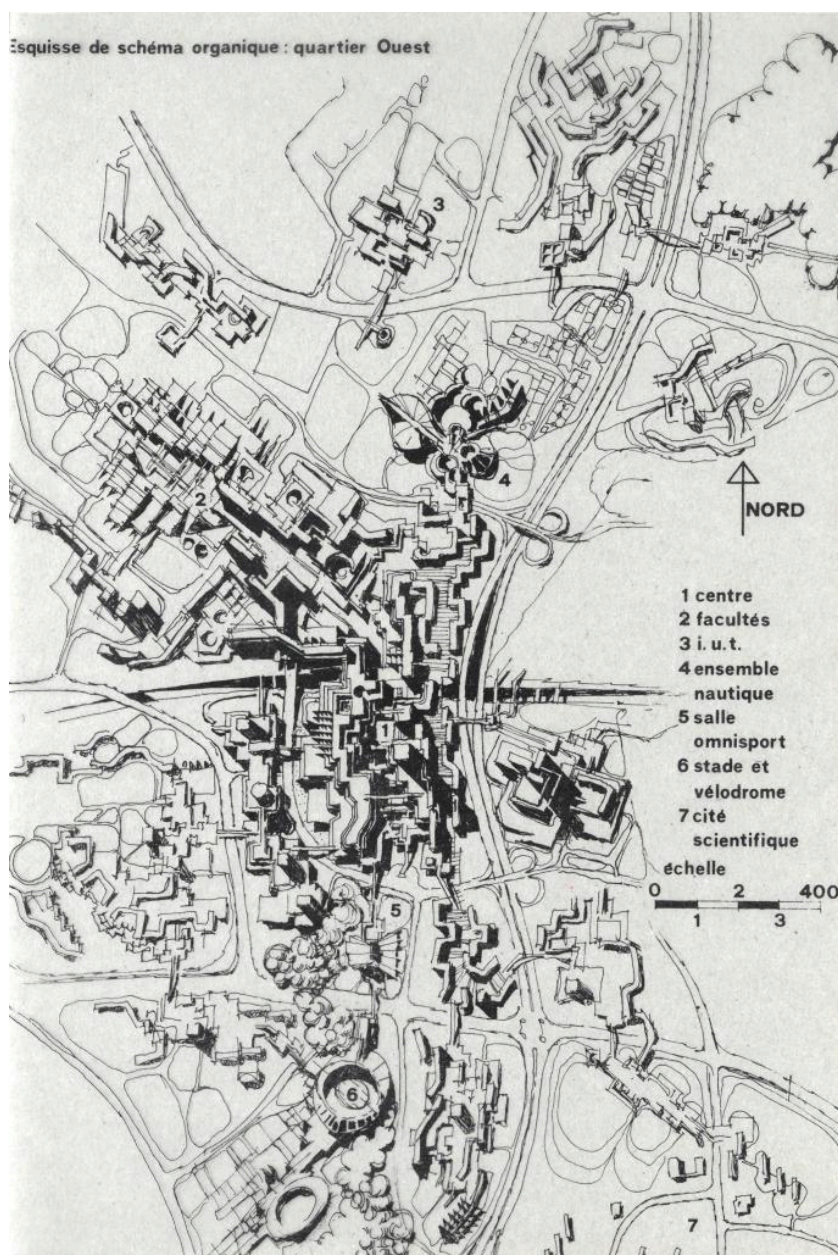 Esquisse de schéma organique : quartier Ouest
3
2
4
NORD
1 centre
2 facultés
3 i.u.t.
4 ensemble
nautique
5 salle
omnisport
6 stade et
vélodrome
7 cité
scientifique
échelle
0 2 400
1 3
1
5
6
7